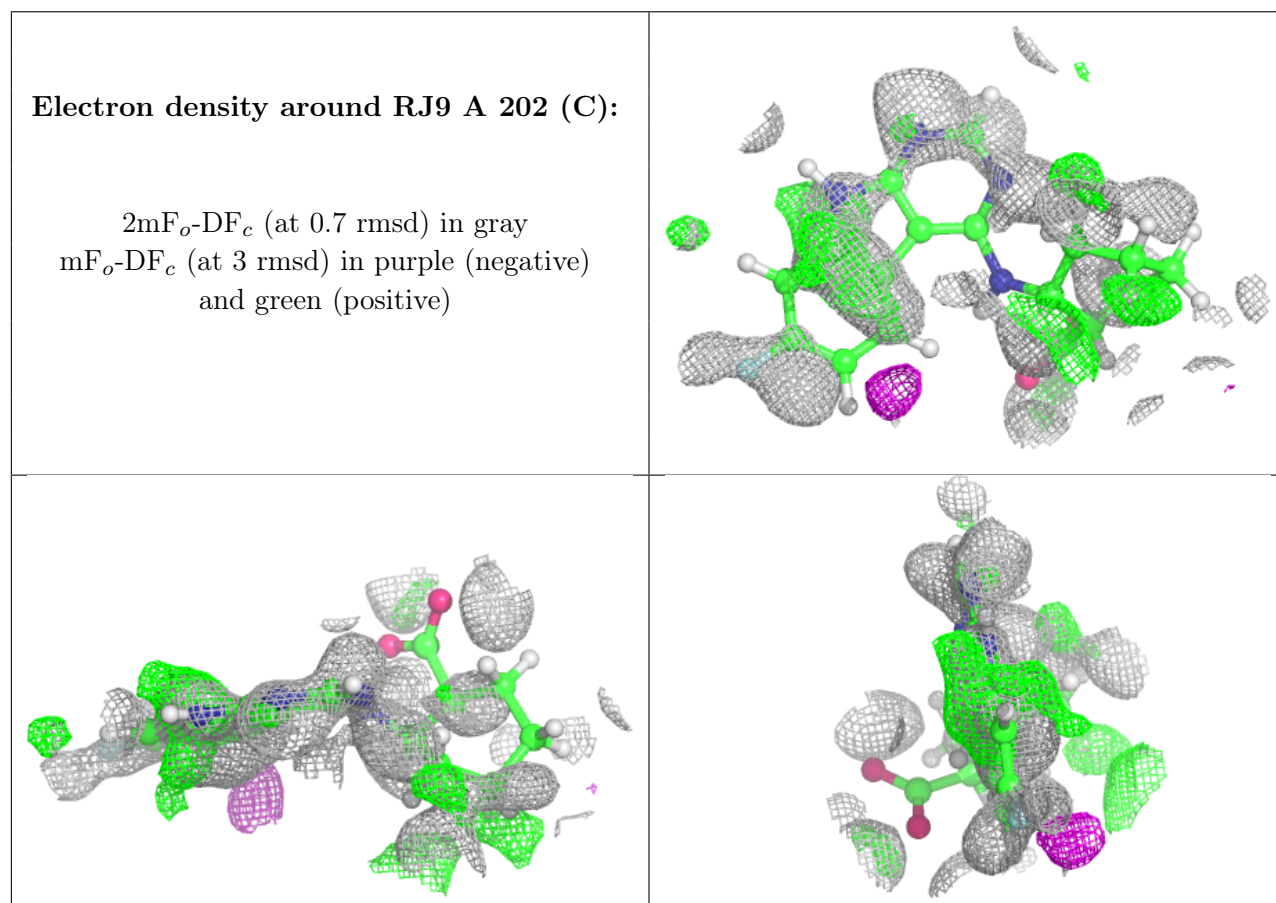 Electron density around RJ9 A 202 (C):
2mFo-DFc (at 0.7 rmsd) in gray
mFo-DFc (at 3 rmsd) in purple (negative)
and green (positive)